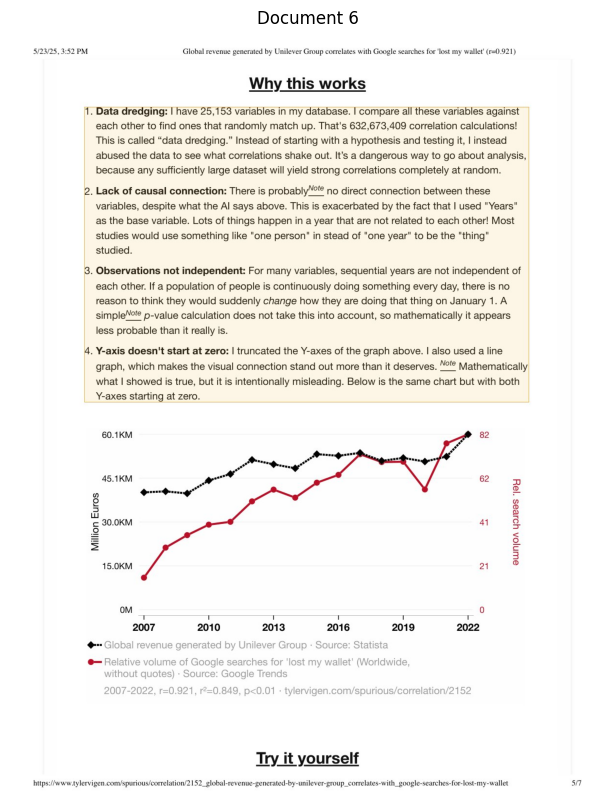 Document 6
5/23/25, 3:52 PM
Global revenue generated by Unilever Group correlates with Google searches for 'lost my wallet' (r=0.921)
Why this works
1. Data dredging: I have 25,153 variables in my database. I compare all these variables against
each other to find ones that randomly match up. That's 632,673,409 correlation calculations!
This is called “data dredging.” Instead of starting with a hypothesis and testing it, I instead
abused the data to see what correlations shake out. It’s a dangerous way to go about analysis,
because any sufficiently large dataset will yield strong correlations completely at random.
2. Lack of causal connection: There is probably Note no direct connection between these
variables, despite what the AI says above. This is exacerbated by the fact that I used "Years"
as the base variable. Lots of things happen in a year that are not related to each other! Most
studies would use something like "one person" in stead of "one year" to be the "thing"
studied.
3. Observations not independent: For many variables, sequential years are not independent of
each other. If a population of people is continuously doing something every day, there is no
reason to think they would suddenly change how they are doing that thing on January 1. A
simple Note p-value calculation does not take this into account, so mathematically it appears
less probable than it really is.
4. Y-axis doesn't start at zero: I truncated the Y-axes of the graph above. I also used a line
graph, which makes the visual connection stand out more than it deserves. Note Mathematically
what I showed is true, but it is intentionally misleading. Below is the same chart but with both
Y-axes starting at zero.
60.1KM
45.1KM
30.0KM
15.0KM
0M
Million Euros
82
62
41
21
0
Rel. search volume
2007 2010 2013 2016 2019 2022
Global revenue generated by Unilever Group · Source: Statista
Relative volume of Google searches for 'lost my wallet' (Worldwide,
without quotes) · Source: Google Trends
2007-2022, r=0.921, r²=0.849, p<0.01 · tylervigen.com/spurious/correlation/2152
Try it yourself
https://www.tylervigen.com/spurious/correlation/2152_global-revenue-generated-by-unilever-group_correlates-with_google-searches-for-lost-my-wallet
5/7